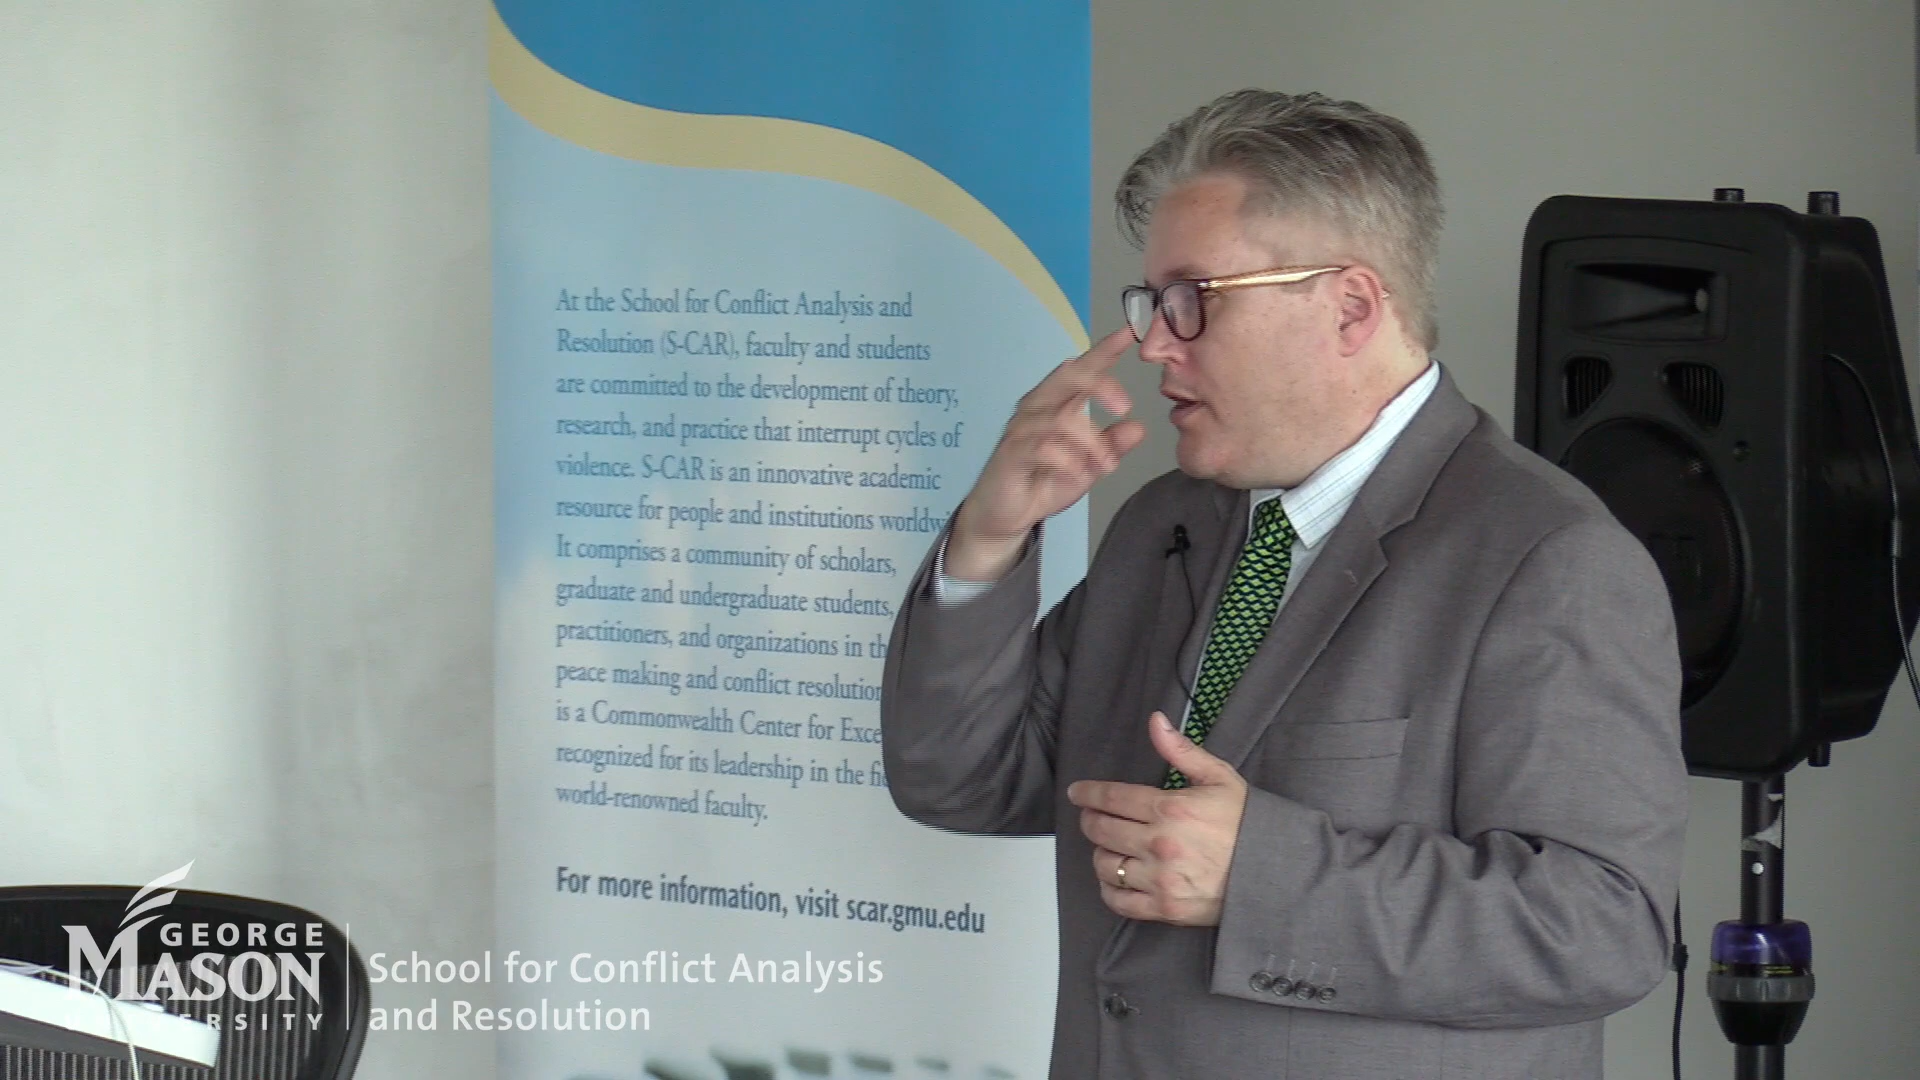 At the School for Conflict Analysis and
Resolution (S-CAR), faculty and students
are committed to the development of theory,
research, and practice that interrupt cycles of
violence. S-CAR is an innovative academic
resource for people and institutions worldwi
It comprises a community of scholars,
graduate and undergraduate students,
practitioners, and organizations in th
peace making and conflict resolution
is a Commonwealth Center for Exce
recognized for its leadership in the fie
world-renowned faculty.
For more information, visit scar.gmu.edu
GEORGE
MASON
UNIVERSITY
School for Conflict Analysis
and Resolution